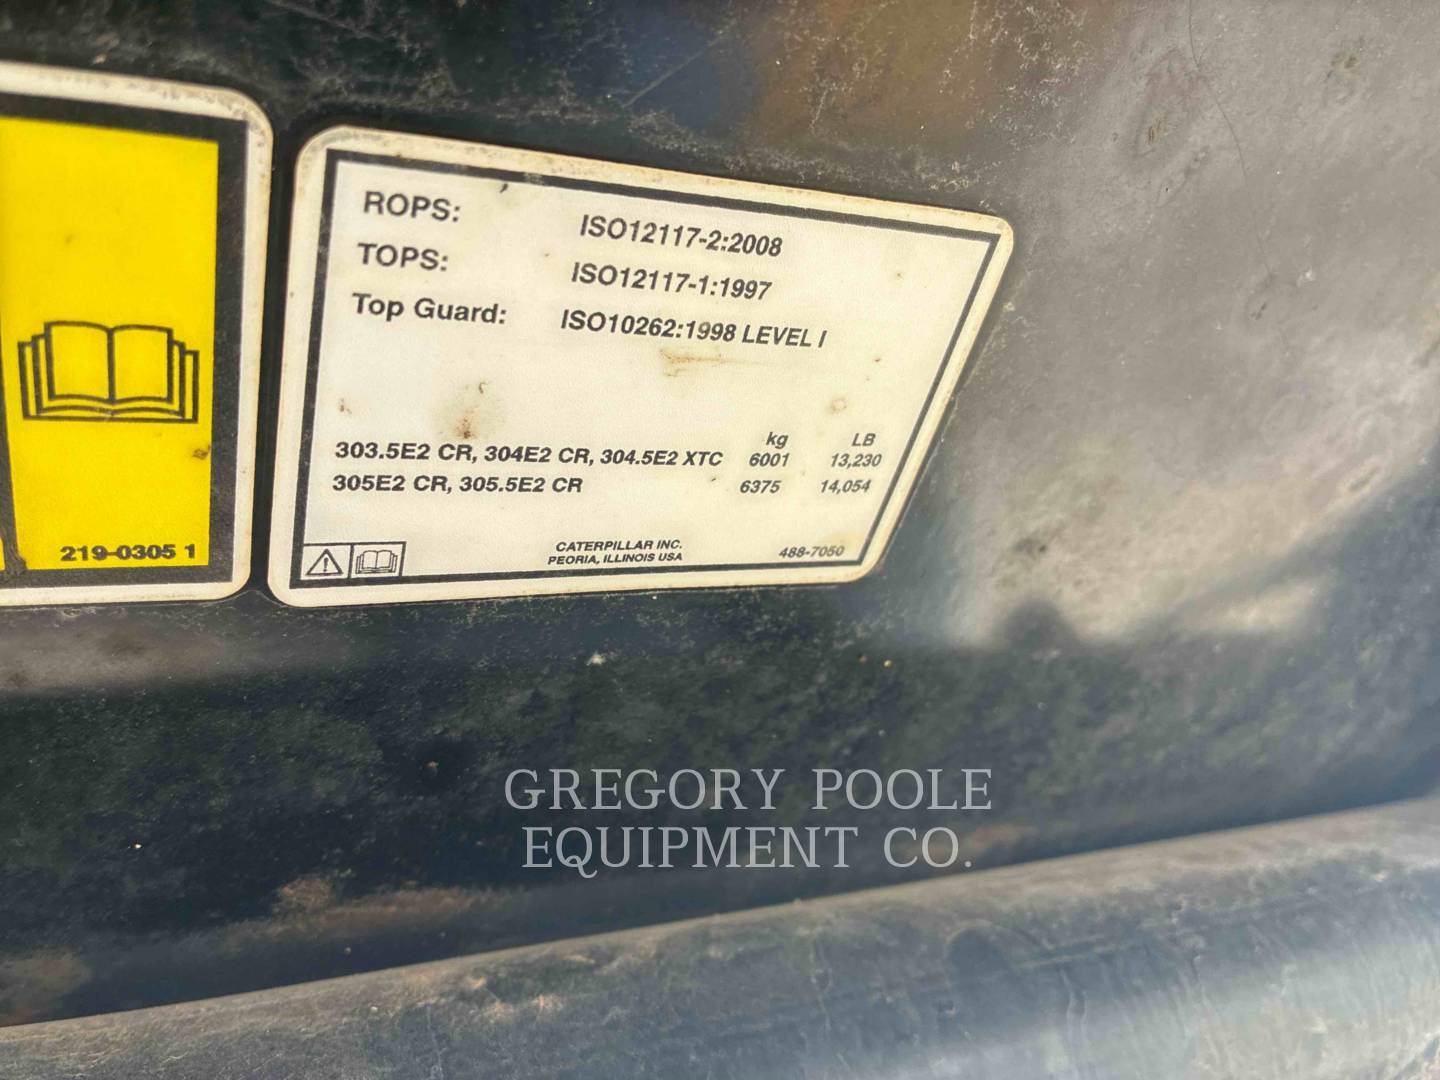 ROPS: ISO12117-2:2008
TOPS: ISO12117-1:1997
Top Guard: ISO10262:1998 LEVEL I
kg LB
303.5E2 CR, 304E2 CR, 304.5E2 XTC 6001 13,230
305E2 CR, 305.5E2 CR 6375 14,054
CATERPILLAR INC.
PEORIA, ILLINOIS USA
488-7050
219-0305 1
GREGORY POOLE
EQUIPMENT CO.